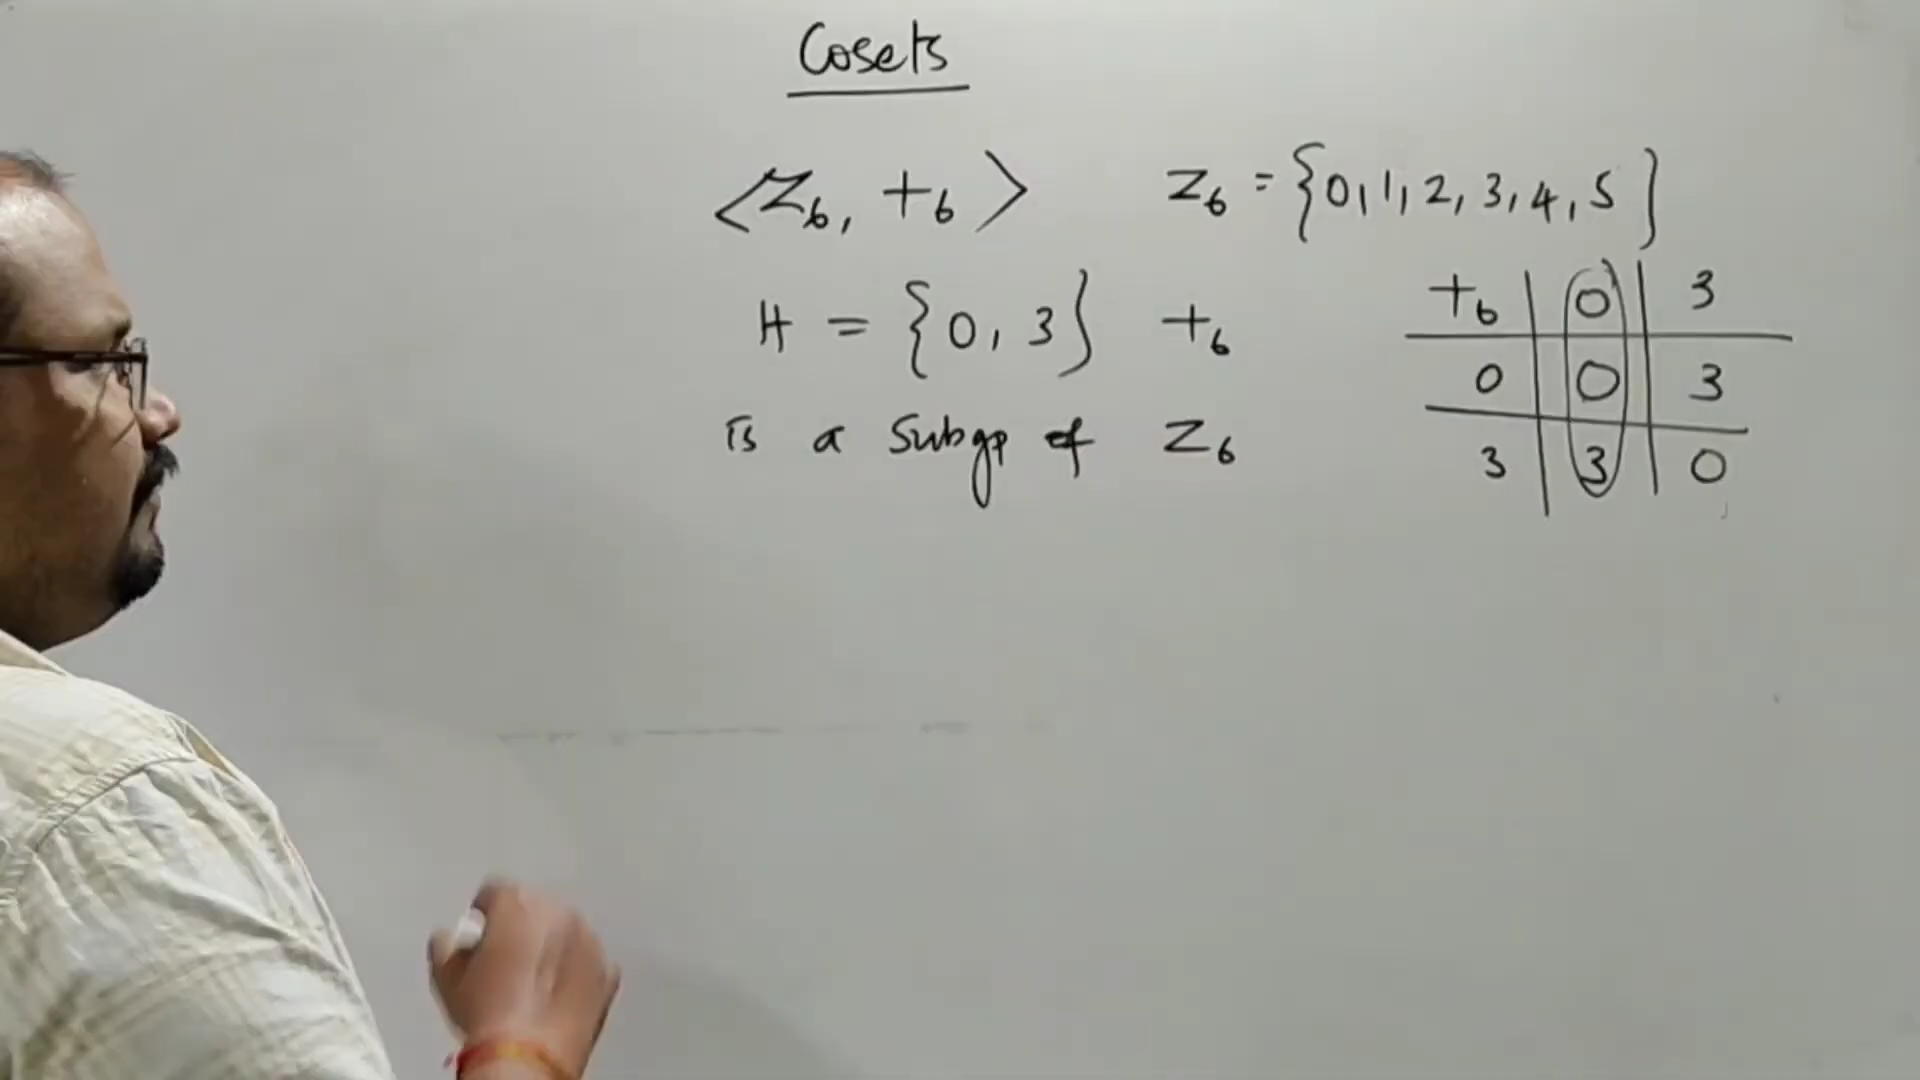 Cosets
<Z6, +6> Z6 = {0, 1, 2, 3, 4, 5}
H = {0, 3} +6
is a Subgp of Z6
+6 | 0 | 3
0 | 0 | 3
3 | 3 | 0